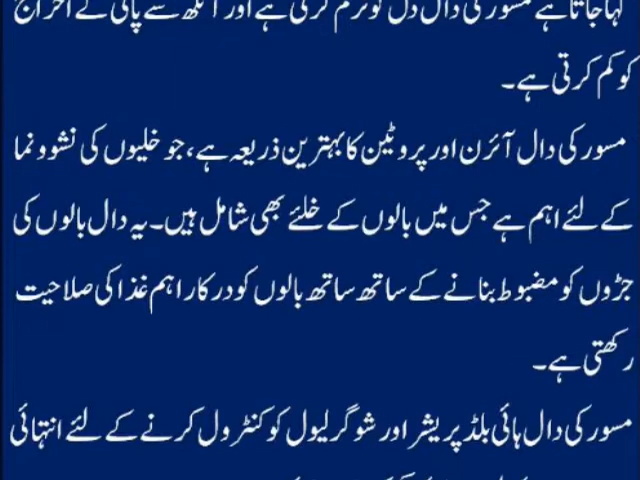 کہا جاتا ہے مسور کی دال دل کو نرم کرتی ہے اور آنکھ سے پانی کے اخراج
کو کم کرتی ہے۔
مسور کی دال آئرن اور پروٹین کا بہترین ذریعہ ہے، جو خلیوں کی نشوونما
کے لئے اہم ہے جس میں بالوں کے خلئے بھی شامل ہیں۔ یہ دال بالوں کی
جڑوں کو مضبوط بنانے کے ساتھ ساتھ بالوں کو درکار اہم غذا کی صلاحیت
رکھتی ہے۔
مسور کی دال ہائی بلڈ پریشر اور شوگر لیول کو کنٹرول کرنے کے لئے انتہائی